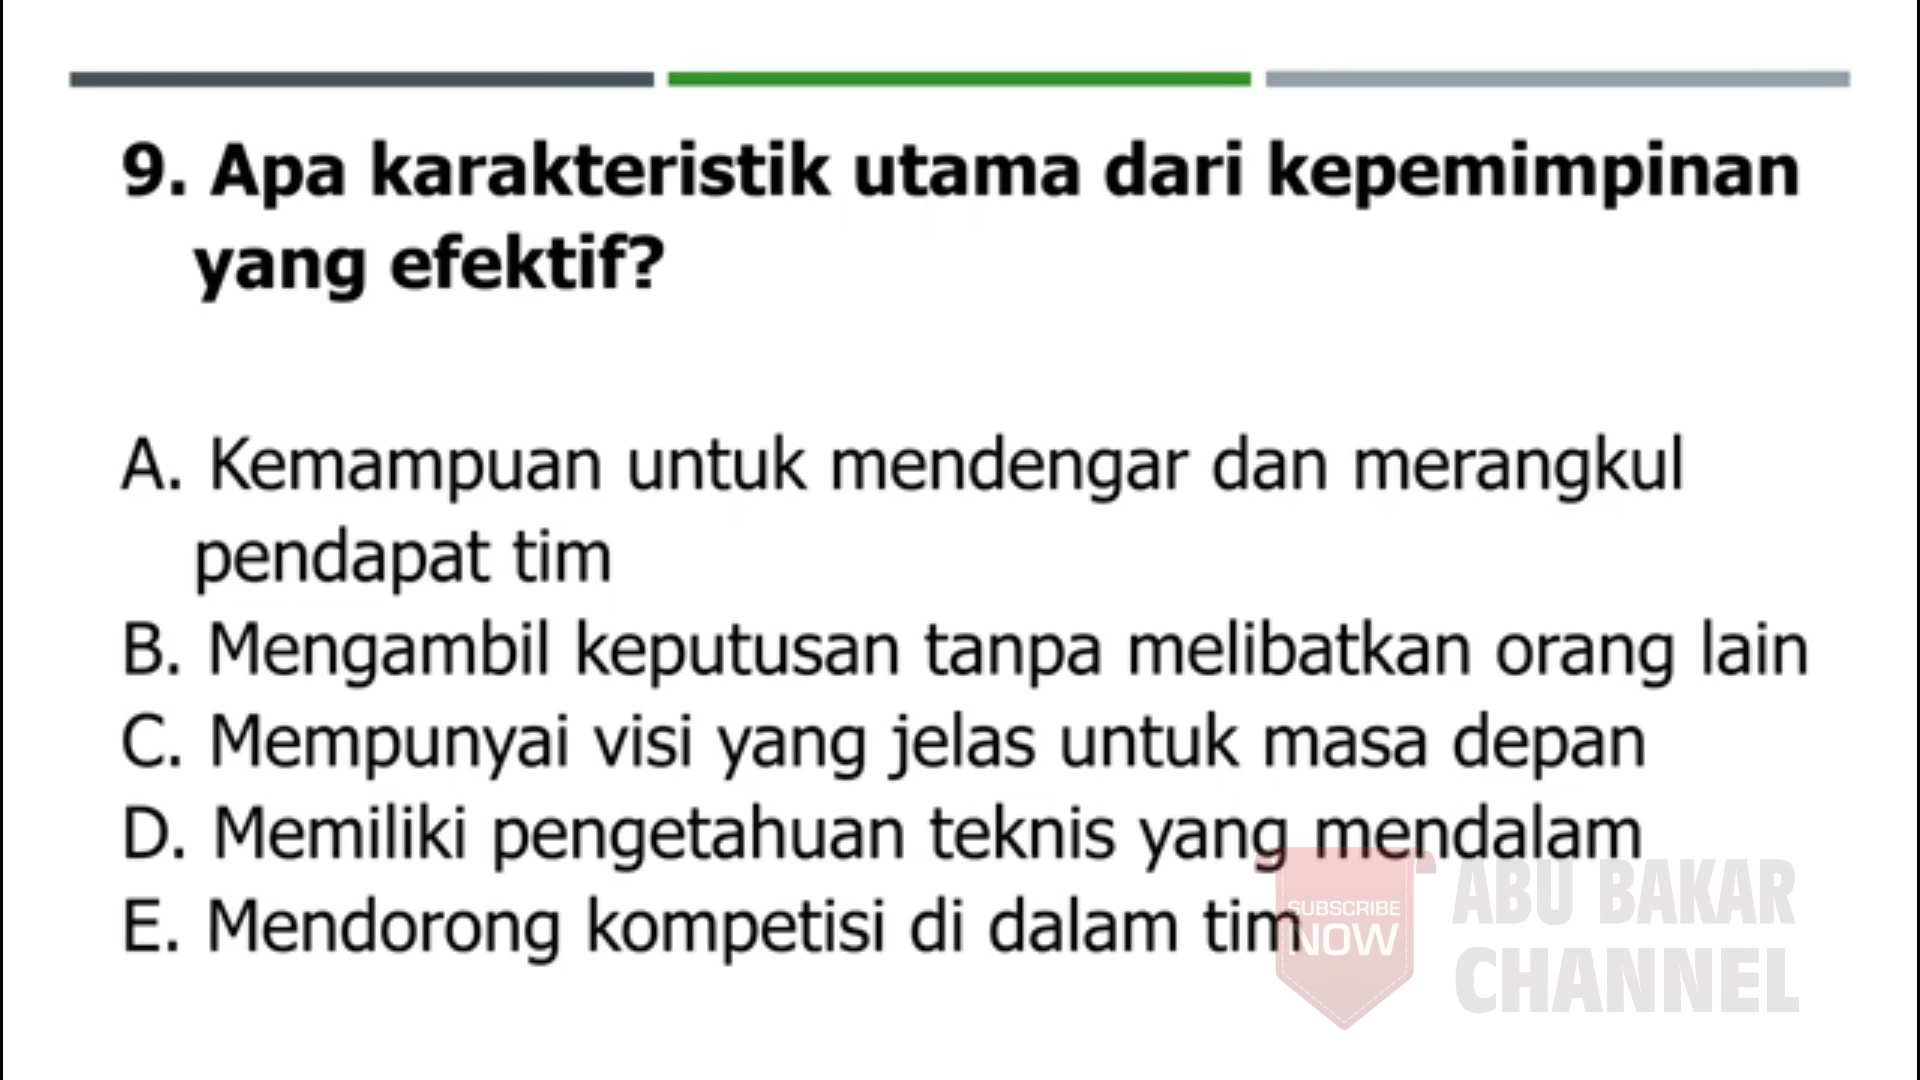 9. Apa karakteristik utama dari kepemimpinan
yang efektif?
A. Kemampuan untuk mendengar dan merangkul
pendapat tim
B. Mengambil keputusan tanpa melibatkan orang lain
C. Mempunyai visi yang jelas untuk masa depan
D. Memiliki pengetahuan teknis yang mendalam
E. Mendorong kompetisi di dalam tim
SUBSCRIBE
NOW
ABU BAKAR
CHANNEL